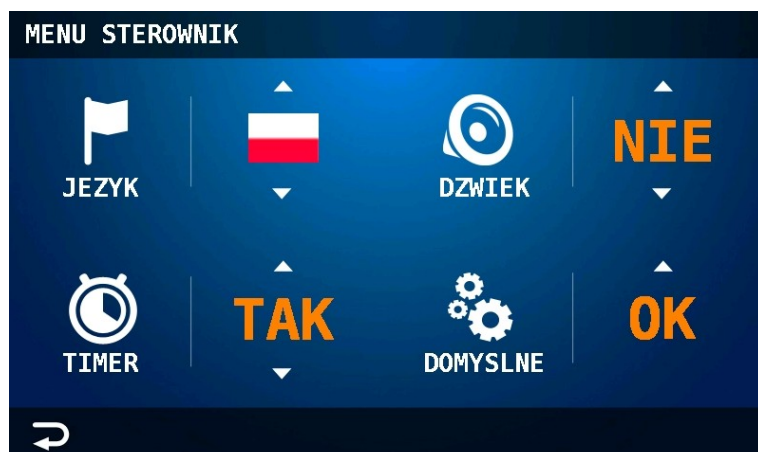 MENU STEROWNIK
NIE
JEZYK
DZWIEK
TAK
OK
TIMER
DOMYSLNE